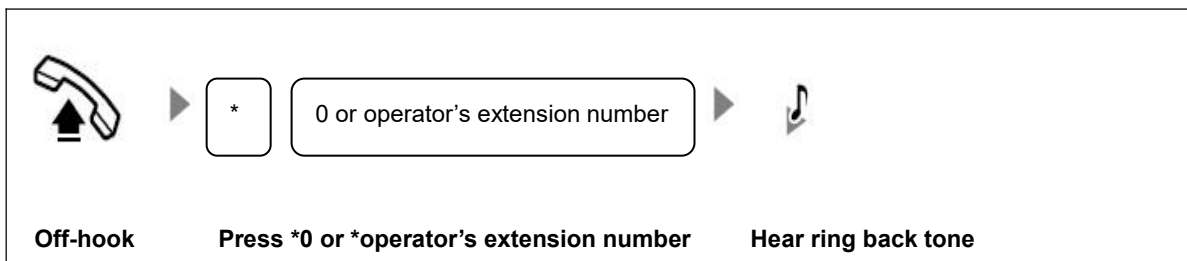 * 0 or operator’s extension number
Off-hook Press *0 or *operator’s extension number Hear ring back tone